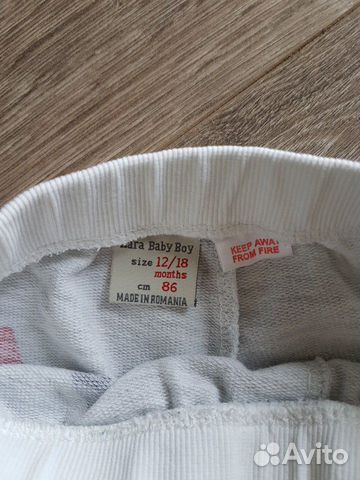 Zara Baby Boy
size 12/18
months
cm 86
MADE IN ROMANIA
KEEP AWAY
FROM FIRE
Avito